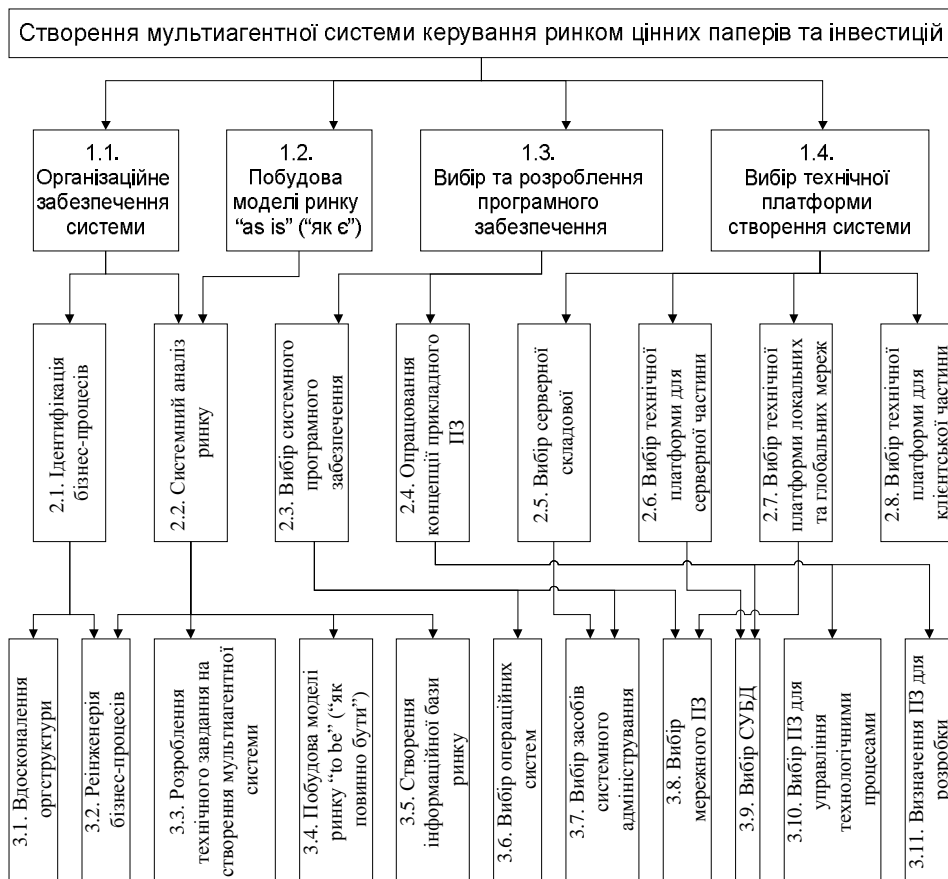 Створення мультиагентної системи керування ринком цінних паперів та інвестицій
1.1.
Організаційне
забезпечення
системи
1.2.
Побудова
моделі ринку
“as is” (“як є”)
1.3.
Вибір та розроблення
програмного
забезпечення
1.4.
Вибір технічної
платформи
створення системи
2.1. Ідентифікація
бізнес-процесів
2.2. Системний аналіз
ринку
2.3. Вибір системного
програмного
забезпечення
2.4. Опрацювання
концепції прикладного
ПЗ
2.5. Вибір серверної
складової
2.6. Вибір технічної
платформи для
серверної частини
2.7. Вибір технічної
платформи локальних
та глобальних мереж
2.8. Вибір технічної
платформи для
клієнтської частини
3.1. Вдосконалення
оргструктури
3.2. Реінженерія
бізнес-процесів
3.3. Розроблення
технічного завдання на
створення мультиагентної
системи
3.4. Побудова моделі
ринку “to be” (“як
повинно бути”)
3.5. Створення
інформаційної бази
ринку
3.6. Вибір операційних
систем
3.7. Вибір засобів
системного
адміністрування
3.8. Вибір
мережного ПЗ
3.9. Вибір СУБД
3.10. Вибір ПЗ для
управління
технологічними
процесами
3.11. Визначення ПЗ для
розробки